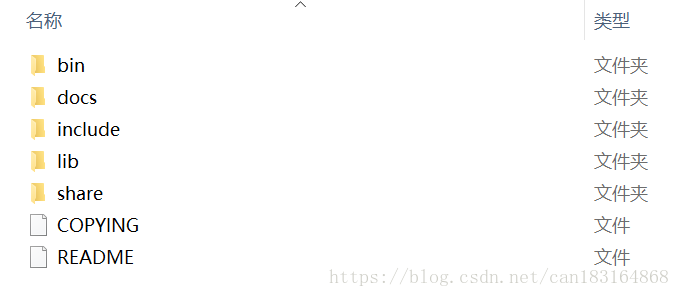 名称 类型
bin 文件夹
docs 文件夹
include 文件夹
lib 文件夹
share 文件夹
COPYING 文件
README 文件
https://blog.csdn.net/can183164868